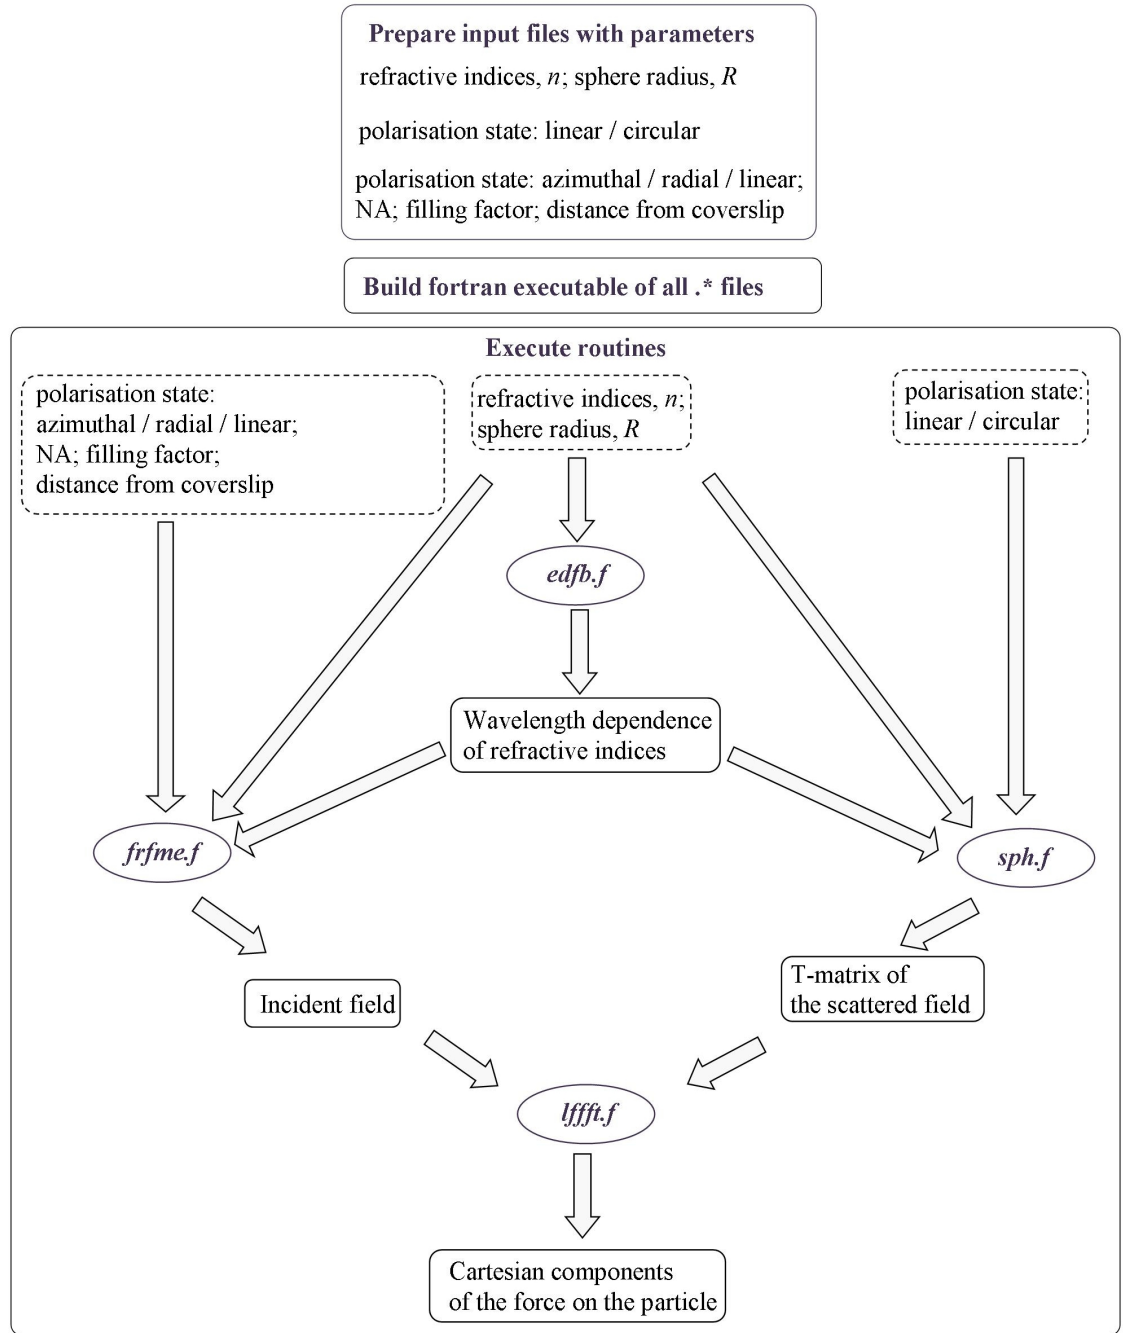 Prepare input files with parameters
refractive indices, n; sphere radius, R
polarisation state: linear / circular
polarisation state: azimuthal / radial / linear;
NA; filling factor; distance from coverslip
Build fortran executable of all .* files
Execute routines
polarisation state:
azimuthal / radial / linear;
NA; filling factor;
distance from coverslip
refractive indices, n;
sphere radius, R
polarisation state:
linear / circular
edfb.f
Wavelength dependence
of refractive indices
frfme.f
sph.f
Incident field
T-matrix of
the scattered field
lffft.f
Cartesian components
of the force on the particle